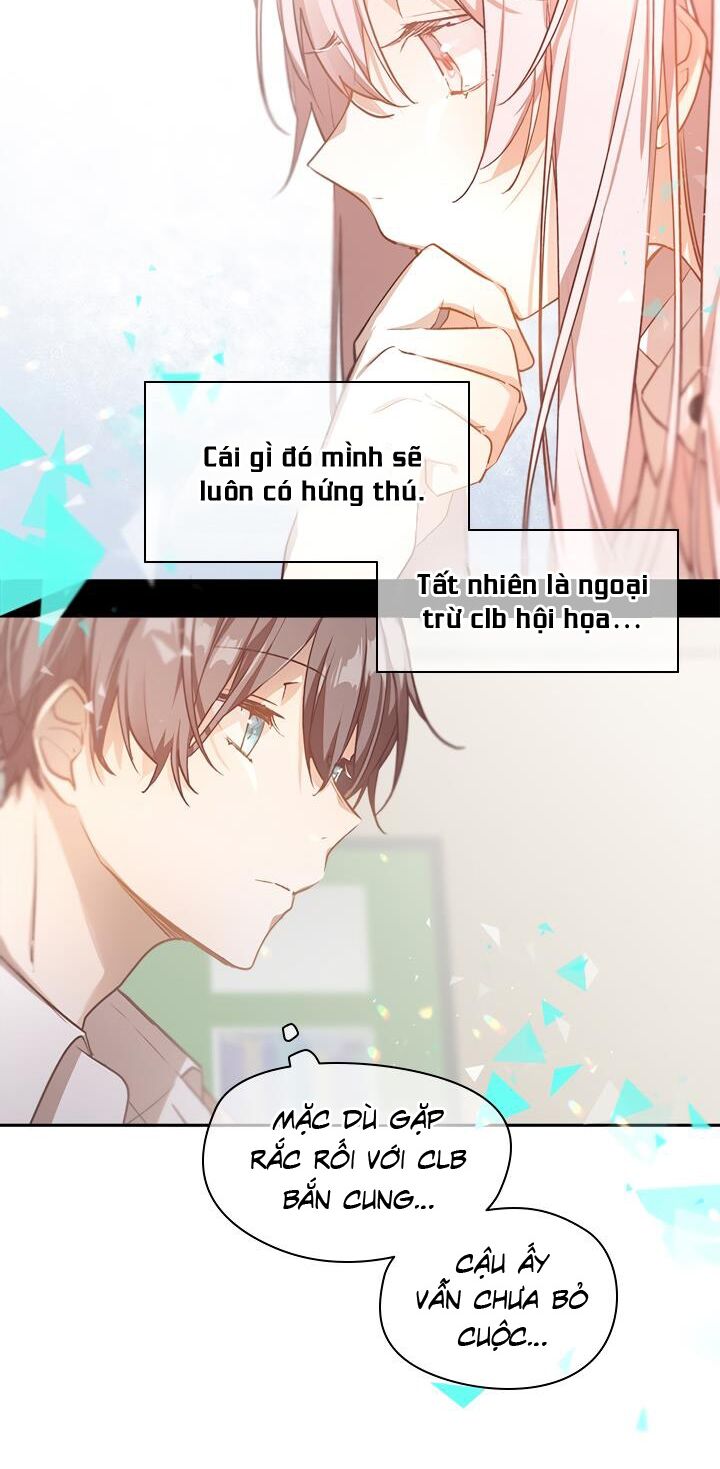 Cái gì đó mình sẽ
luôn có hứng thú.
Tất nhiên là ngoại
trừ clb hội họa...
MẶC DÙ GẶP
RẮC RỐI VỚI CLB
BẮN CUNG...
CẬU ẤY
VẪN CHƯA BỎ
CUỘC...